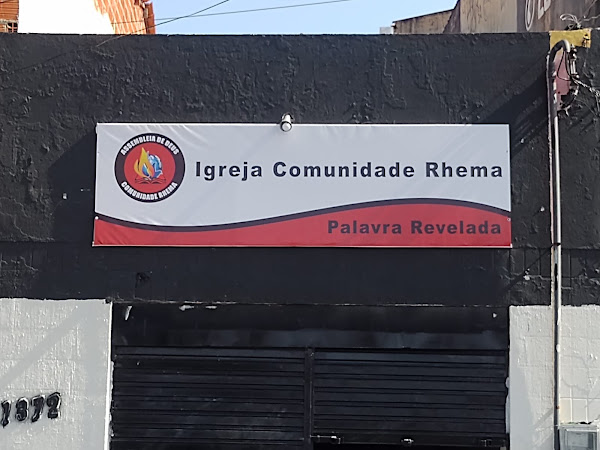 ASSEMBLEIA DE DEUS
COMUNIDADE RHEMA
Igreja Comunidade Rhema
Palavra Revelada
1372